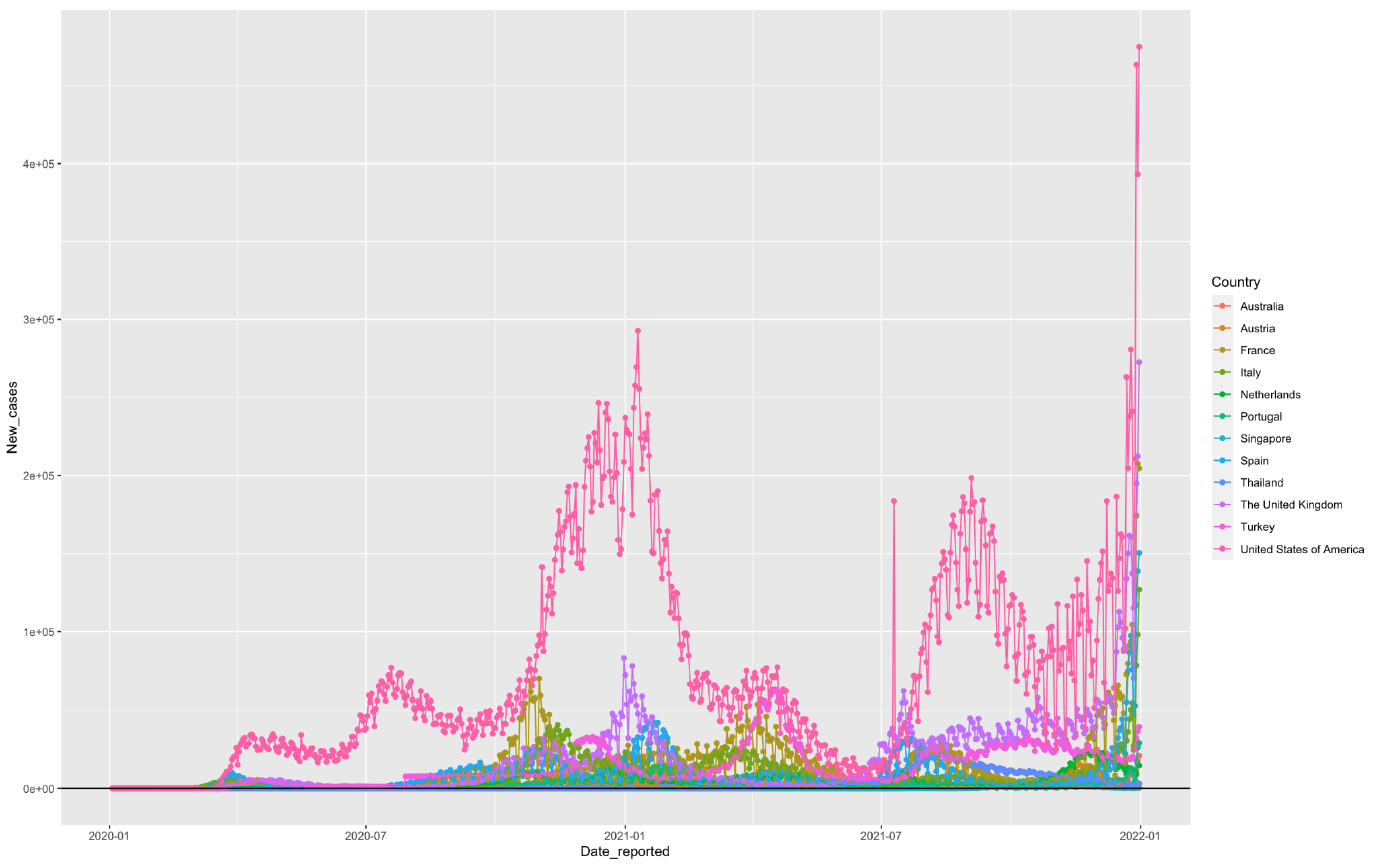 4e+05
3e+05
2e+05
1e+05
0e+00
New_cases
2020-01
2020-07
2021-01
2021-07
2022-01
Date_reported
Country
Australia
Austria
France
Italy
Netherlands
Portugal
Singapore
Spain
Thailand
The United Kingdom
Turkey
United States of America